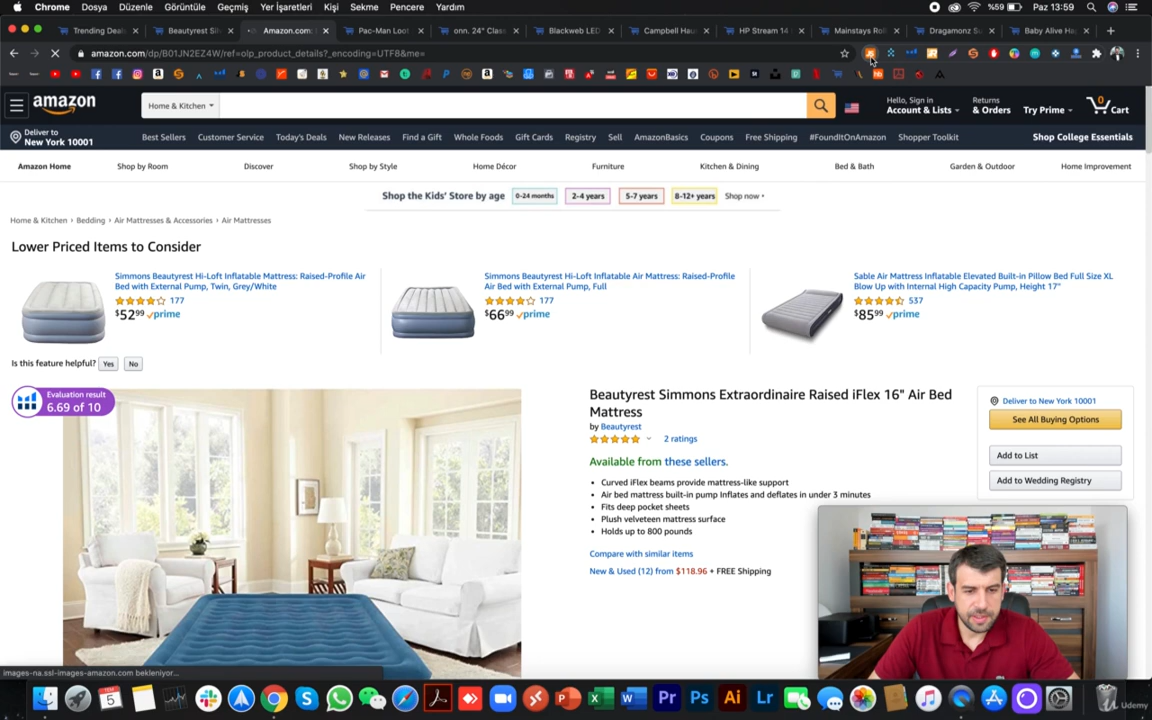 Chrome Dosya Düzenle Görüntüle Geçmiş Yer İşaretleri Kişi Sekme Pencere Yardım %59 Paz 13:59
Trending Deals Beautyrest Si Amazon.com: Pac-Man Loot onn. 24" Class Blackweb LED Campbell Hau HP Stream 14 Mainstays Rol Dragamonz S Baby Alive Ha
amazon.com/dp/B01JN2EZ4W/ref=olp_product_details?_encoding=UTF8&me=
amazon Home & Kitchen Hello, Sign in Account & Lists Returns & Orders Try Prime 0 Cart
Deliver to New York 10001 Best Sellers Customer Service Today's Deals New Releases Find a Gift Whole Foods Gift Cards Registry Sell AmazonBasics Coupons Free Shipping #FoundItOnAmazon Shopper Toolkit Shop College Essentials
Amazon Home Shop by Room Discover Shop by Style Home Décor Furniture Kitchen & Dining Bed & Bath Garden & Outdoor Home Improvement
Shop the Kids' Store by age 0-24 months 2-4 years 5-7 years 8-12+ years Shop now ›
Home & Kitchen › Bedding › Air Mattresses & Accessories › Air Mattresses
Lower Priced Items to Consider
Simmons Beautyrest Hi-Loft Inflatable Mattress: Raised-Profile Air
Bed with External Pump, Twin, Grey/White
177
$52.99 prime
Simmons Beautyrest Hi-Loft Inflatable Air Mattress: Raised-Profile
Air Bed with External Pump, Full
177
$66.99 prime
Sable Air Mattress Inflatable Elevated Built-in Pillow Bed Full Size XL
Blow Up with Internal High Capacity Pump, Height 17"
537
$85.99 prime
Is this feature helpful? Yes No
Evaluation result
6.69 of 10
Beautyrest Simmons Extraordinaire Raised iFlex 16" Air Bed
Mattress
by Beautyrest
2 ratings
Available from these sellers.
• Curved iFlex beams provide mattress-like support
• Air bed mattress built-in pump Inflates and deflates in under 3 minutes
• Fits deep pocket sheets
• Plush velveteen mattress surface
• Holds up to 800 pounds
Compare with similar items
New & Used (12) from $118.96 + FREE Shipping
Deliver to New York 10001
See All Buying Options
Add to List
Add to Wedding Registry
images-na.ssl-images-amazon.com bekleniyor...
Udemy